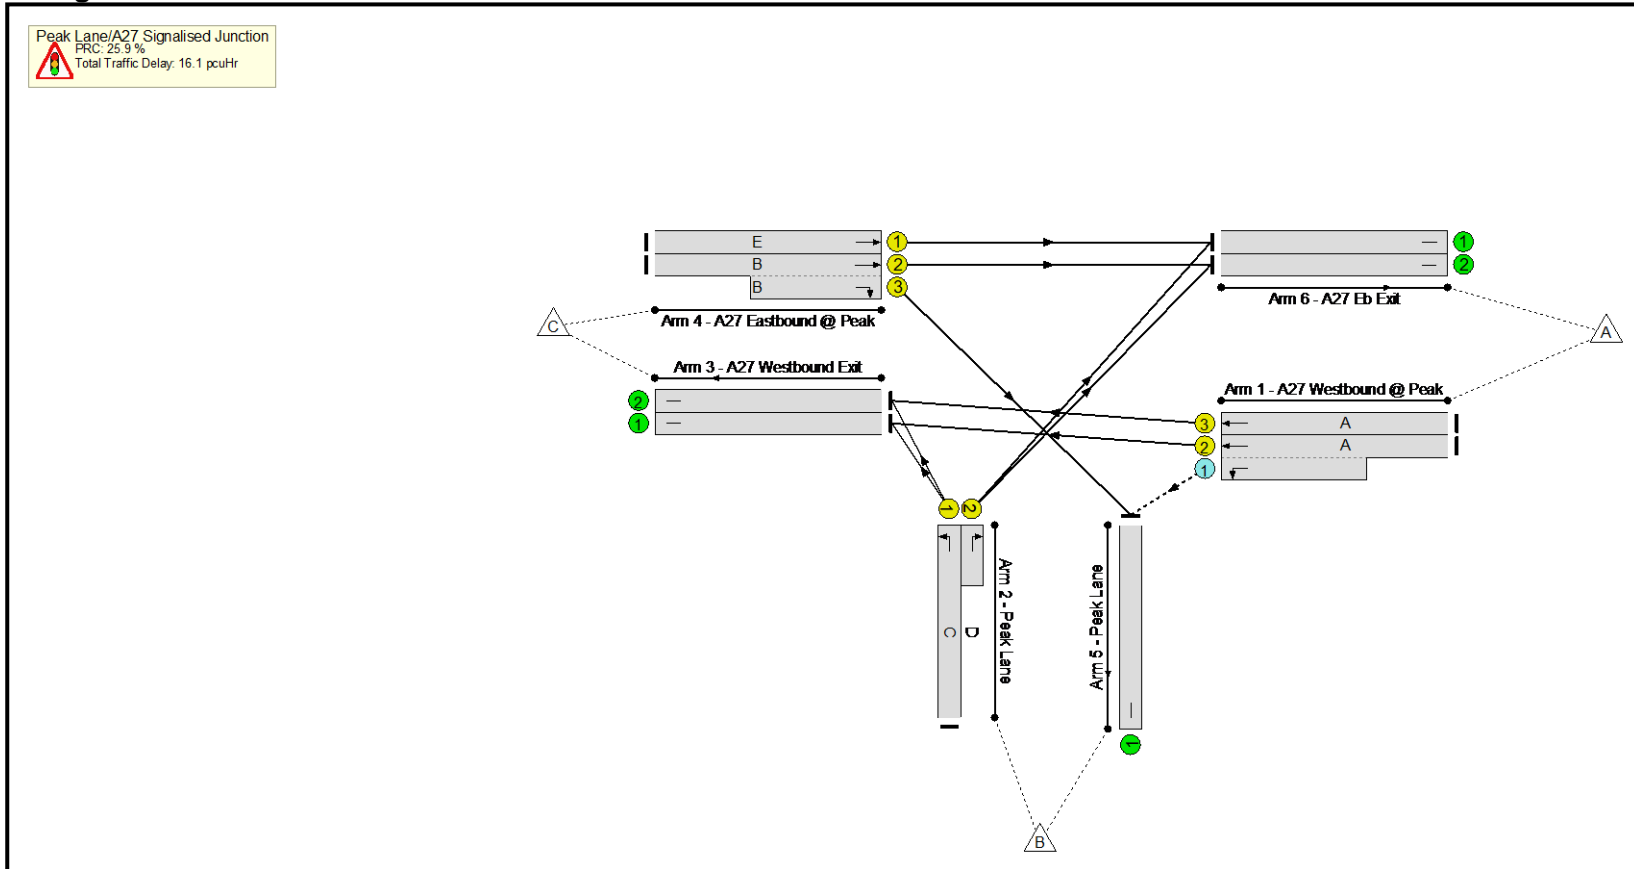 Peak Lane/A27 Signalised Junction
PRC: 25.9 %
Total Traffic Delay: 16.1 pcuHr
E
1
B
2
B
3
Arm 4 - A27 Eastbound @ Peak
1
2
Arm 6 - A27 Eb Exit
C
A
Arm 3 - A27 Westbound Exit
2
1
Arm 1 - A27 Westbound @ Peak
3
A
2
A
1
1
2
C
D
Arm 2 - Peak Lane
Arm 5 - Peak Lane
1
B